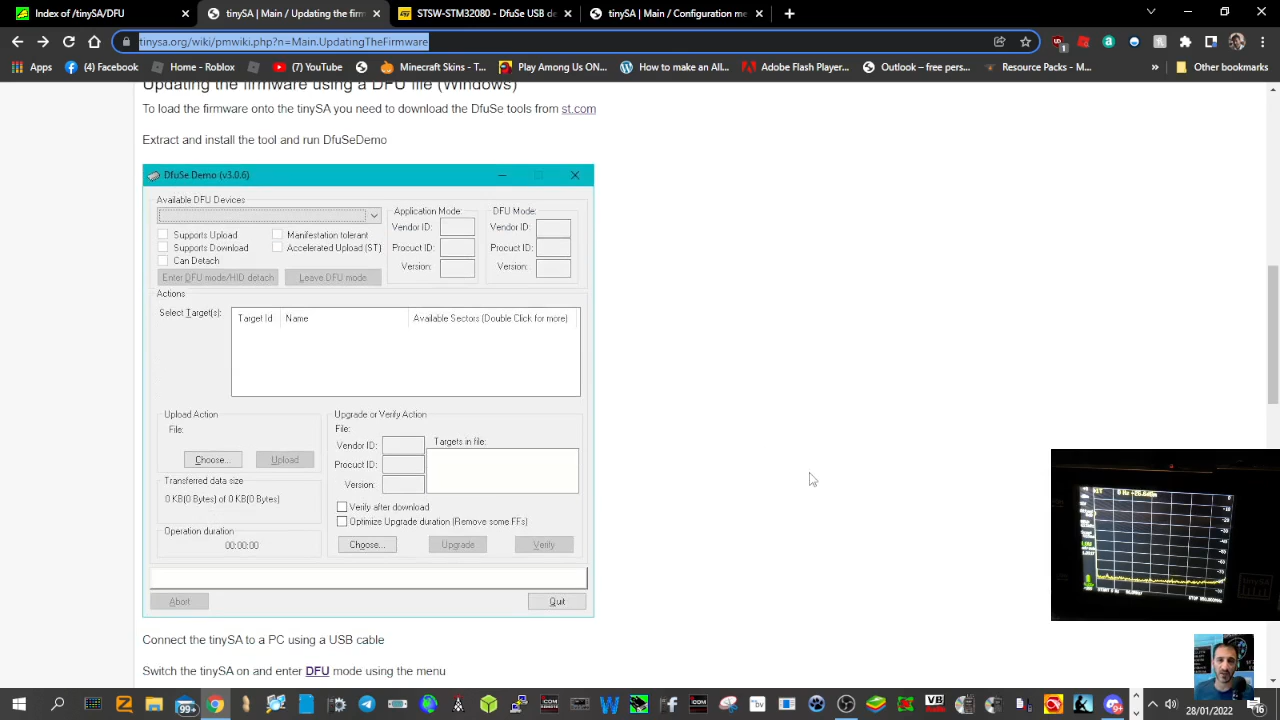 Index of /tinySA/DFU
tinySA | Main / Updating the firm
STSW-STM32080 - DfuSe USB de
tinySA | Main / Configuration me
tinysa.org/wiki/pmwiki.php?n=Main.UpdatingTheFirmware
Apps
(4) Facebook
Home - Roblox
(7) YouTube
Minecraft Skins - T...
Play Among Us ON...
How to make an All...
Adobe Flash Player...
Outlook – free pers...
Resource Packs - M...
Other bookmarks
Updating the firmware using a DFU file (Windows)
To load the firmware onto the tinySA you need to download the DfuSe tools from st.com
Extract and install the tool and run DfuSeDemo
DfuSe Demo (v3.0.6)
Available DFU Devices
Supports Upload
Manifestation tolerant
Supports Download
Accelerated Upload (ST)
Can Detach
Enter DFU mode/HID detach
Leave DFU mode
Application Mode:
Vendor ID:
Product ID:
Version:
DFU Mode:
Vendor ID:
Product ID:
Version:
Actions
Select Target(s):
Target Id
Name
Available Sectors (Double Click for more)
Upload Action
File:
Choose...
Upload
Transferred data size
0 KB(0 Bytes) of 0 KB(0 Bytes)
Operation duration
00:00:00
Upgrade or Verify Action
File:
Vendor ID:
Targets in file:
Product ID:
Version:
Verify after download
Optimize Upgrade duration (Remove some FFs)
Choose...
Upgrade
Verify
Abort
Quit
Connect the tinySA to a PC using a USB cable
Switch the tinySA on and enter DFU mode using the menu
99+
28/01/2022
16